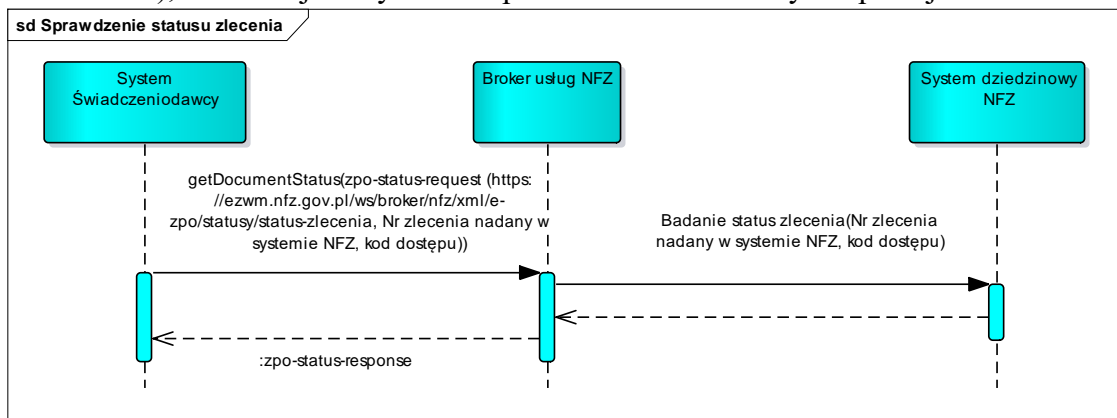 sd Sprawdzenie statusu zlecenia
System
Świadczeniodawcy
Broker usług NFZ
System dziedzinowy
NFZ
getDocumentStatus(zpo-status-request (https:
//ezwm.nfz.gov.pl/ws/broker/nfz/xml/e-
zpo/statusy/status-zlecenia, Nr zlecenia nadany w
systemie NFZ, kod dostępu))
Badanie status zlecenia(Nr zlecenia
nadany w systemie NFZ, kod dostępu)
:zpo-status-response